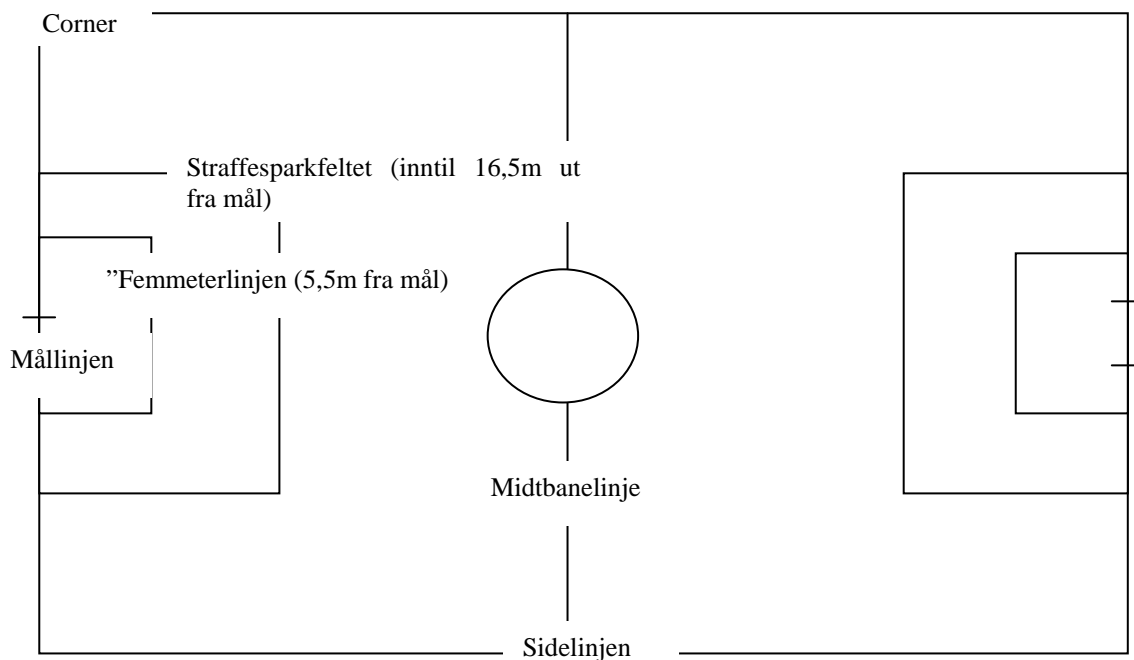 Corner
Straffesparkfeltet (inntil 16,5m ut
fra mål)
”Femmeterlinjen (5,5m fra mål)
Mållinjen
Midtbanelinje
Sidelinjen